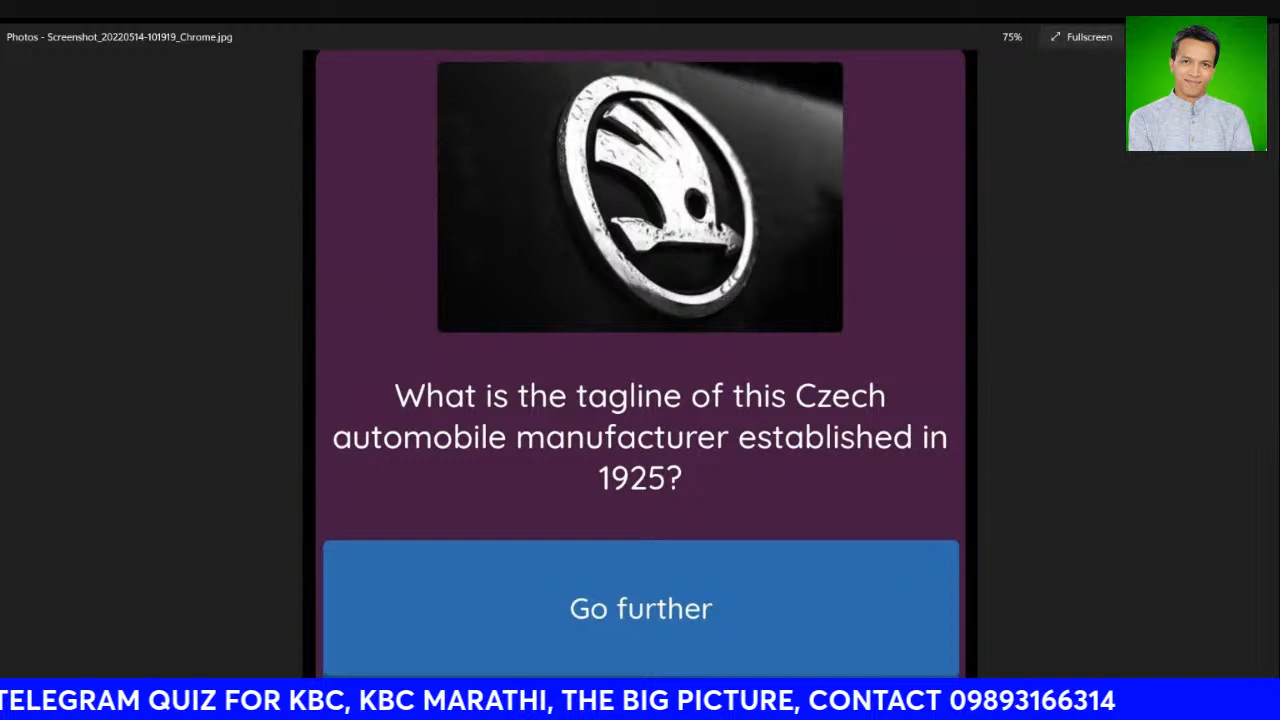 Photos - Screenshot_20220514-101919_Chrome.jpg
75%
Fullscreen
What is the tagline of this Czech
automobile manufacturer established in
1925?
Go further
TELEGRAM QUIZ FOR KBC, KBC MARATHI, THE BIG PICTURE, CONTACT 09893166314